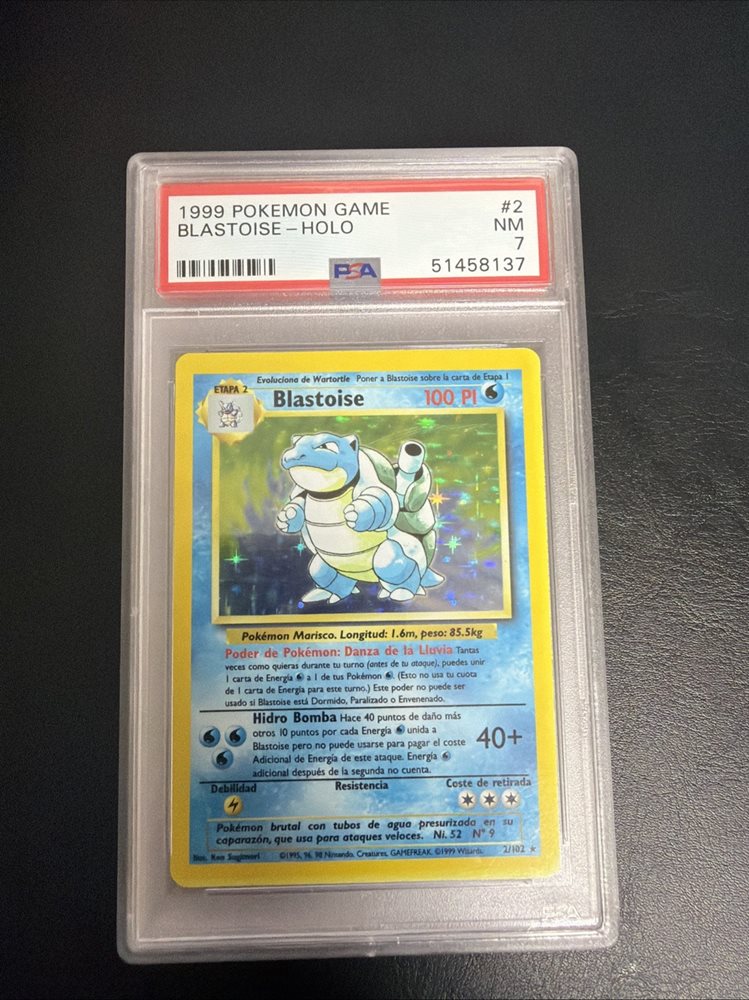 1999 POKEMON GAME #2
BLASTOISE – HOLO NM
7
PSA 51458137
Evoluciona de Wartortle Poner a Blastoise sobre la carta de Etapa 1
ETAPA 2
Blastoise 100 PI
Pokémon Marisco. Longitud: 1.6m, peso: 85.5kg
Poder de Pokémon: Danza de la Lluvia Tantas
veces como quieras durante tu turno (antes de tu ataque), puedes unir
1 carta de Energía a 1 de tus Pokémon . (Esto no usa tu cuota
de 1 carta de Energía para este turno.) Este poder no puede ser
usado si Blastoise está Dormido, Paralizado o Envenenado.
Hidro Bomba Hace 40 puntos de daño más
otros 10 puntos por cada Energía unida a
Blastoise pero no puede usarse para pagar el coste
Adicional de Energía de este ataque. Energía
adicional después de la segunda no cuenta.
40+
Debilidad Resistencia Coste de retirada
Pokémon brutal con tubos de agua presurizada en su
caparazón, que usa para ataques veloces. Ni. 52 N° 9
Ilus. Ken Sugimori ©1995, 96, 98 Nintendo, Creatures, GAMEFREAK. ©1999 Wizards. 2/102 ★